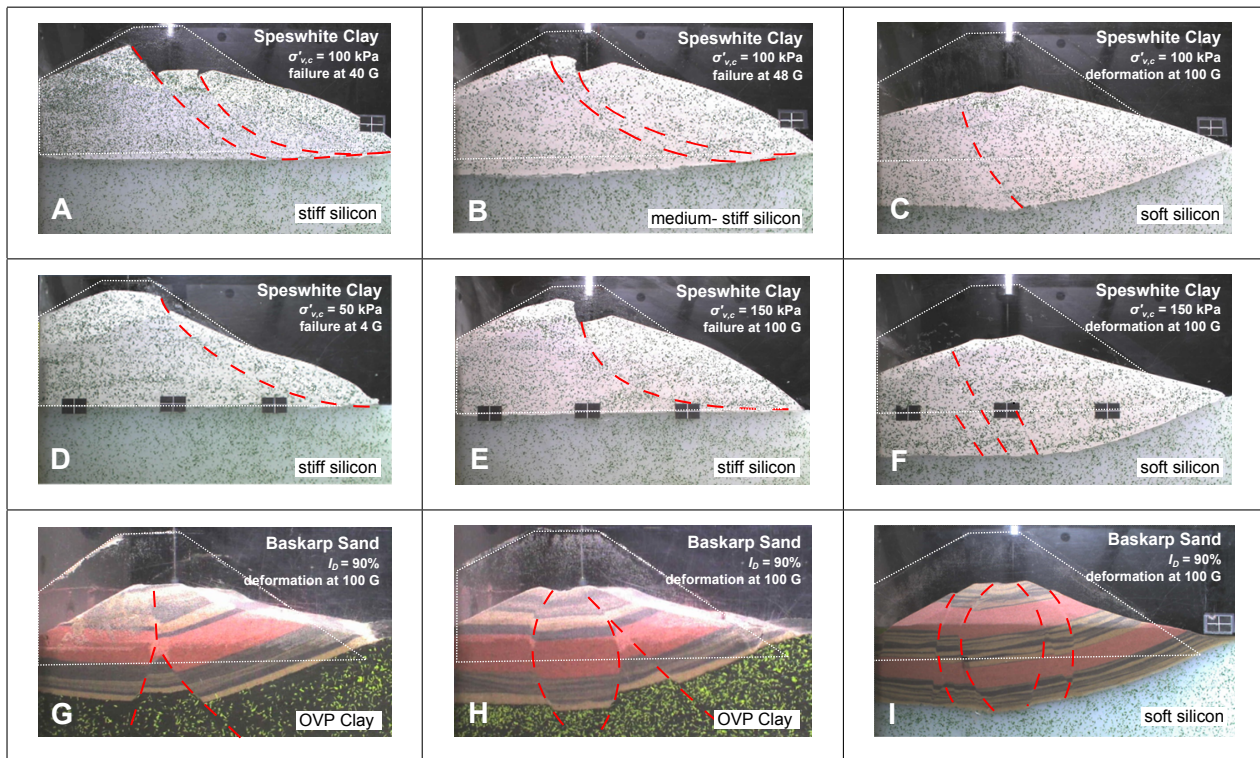 Speswhite Clay
σ'v,c = 100 kPa
failure at 40 G
A
stiff silicon
Speswhite Clay
σ'v,c = 100 kPa
failure at 48 G
B
medium- stiff silicon
Speswhite Clay
σ'v,c = 100 kPa
deformation at 100 G
C
soft silicon
Speswhite Clay
σ'v,c = 50 kPa
failure at 4 G
D
stiff silicon
Speswhite Clay
σ'v,c = 150 kPa
failure at 100 G
E
stiff silicon
Speswhite Clay
σ'v,c = 150 kPa
deformation at 100 G
F
soft silicon
Baskarp Sand
ID = 90%
deformation at 100 G
G
OVP Clay
Baskarp Sand
ID = 90%
deformation at 100 G
H
OVP Clay
Baskarp Sand
ID = 90%
deformation at 100 G
I
soft silicon